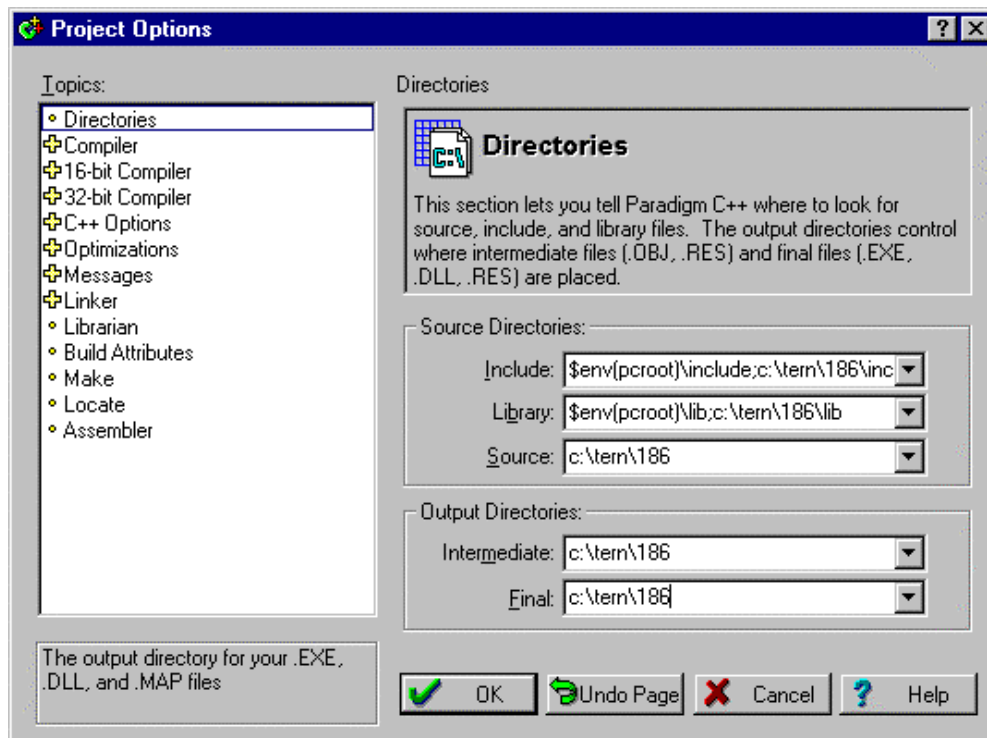 Project Options
Topics:
Directories
Compiler
16-bit Compiler
32-bit Compiler
C++ Options
Optimizations
Messages
Linker
Librarian
Build Attributes
Make
Locate
Assembler
The output directory for your .EXE,
.DLL, and .MAP files
Directories
C:\
Directories
This section lets you tell Paradigm C++ where to look for
source, include, and library files. The output directories control
where intermediate files (.OBJ, .RES) and final files (.EXE,
.DLL, .RES) are placed.
Source Directories:
Include: $env(pcroot)\include;c:\tern\186\inc
Library: $env(pcroot)\lib;c:\tern\186\lib
Source: c:\tern\186
Output Directories:
Intermediate: c:\tern\186
Final: c:\tern\186
OK Undo Page Cancel ? Help